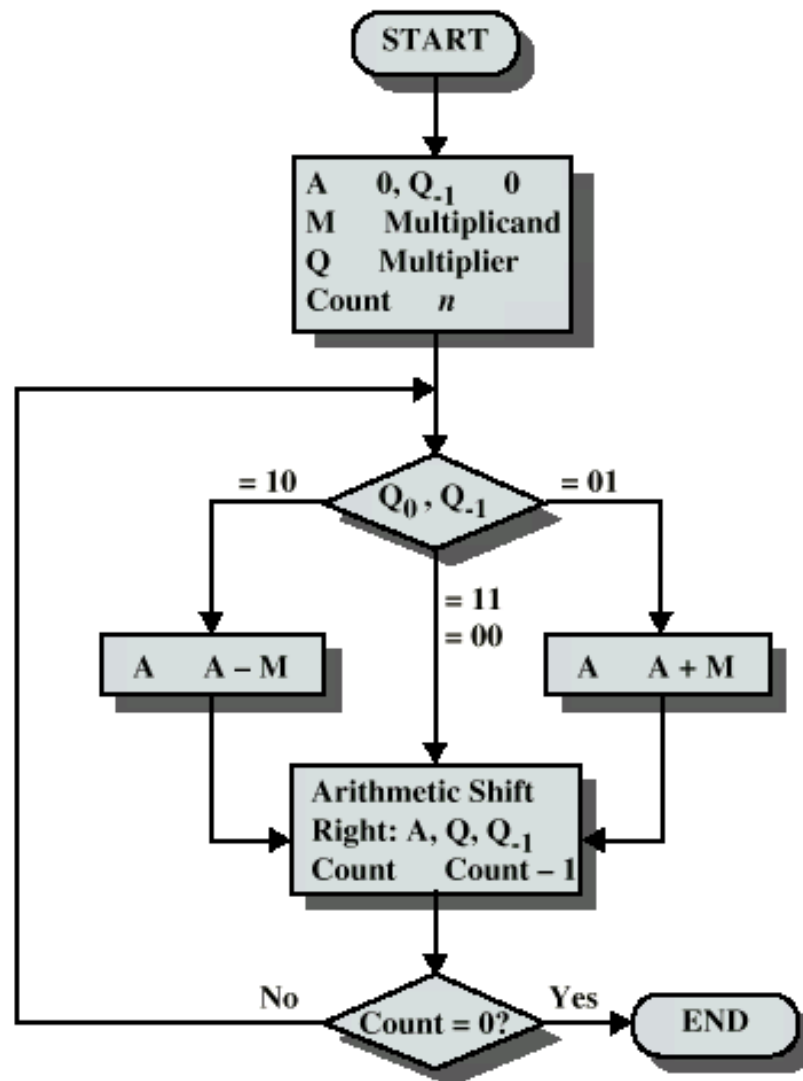 START
A 0, Q-1 0
M Multiplicand
Q Multiplier
Count n
= 10
Q0 , Q-1
= 01
= 11
= 00
A A – M
A A + M
Arithmetic Shift
Right: A, Q, Q-1
Count Count – 1
No
Count = 0?
Yes
END